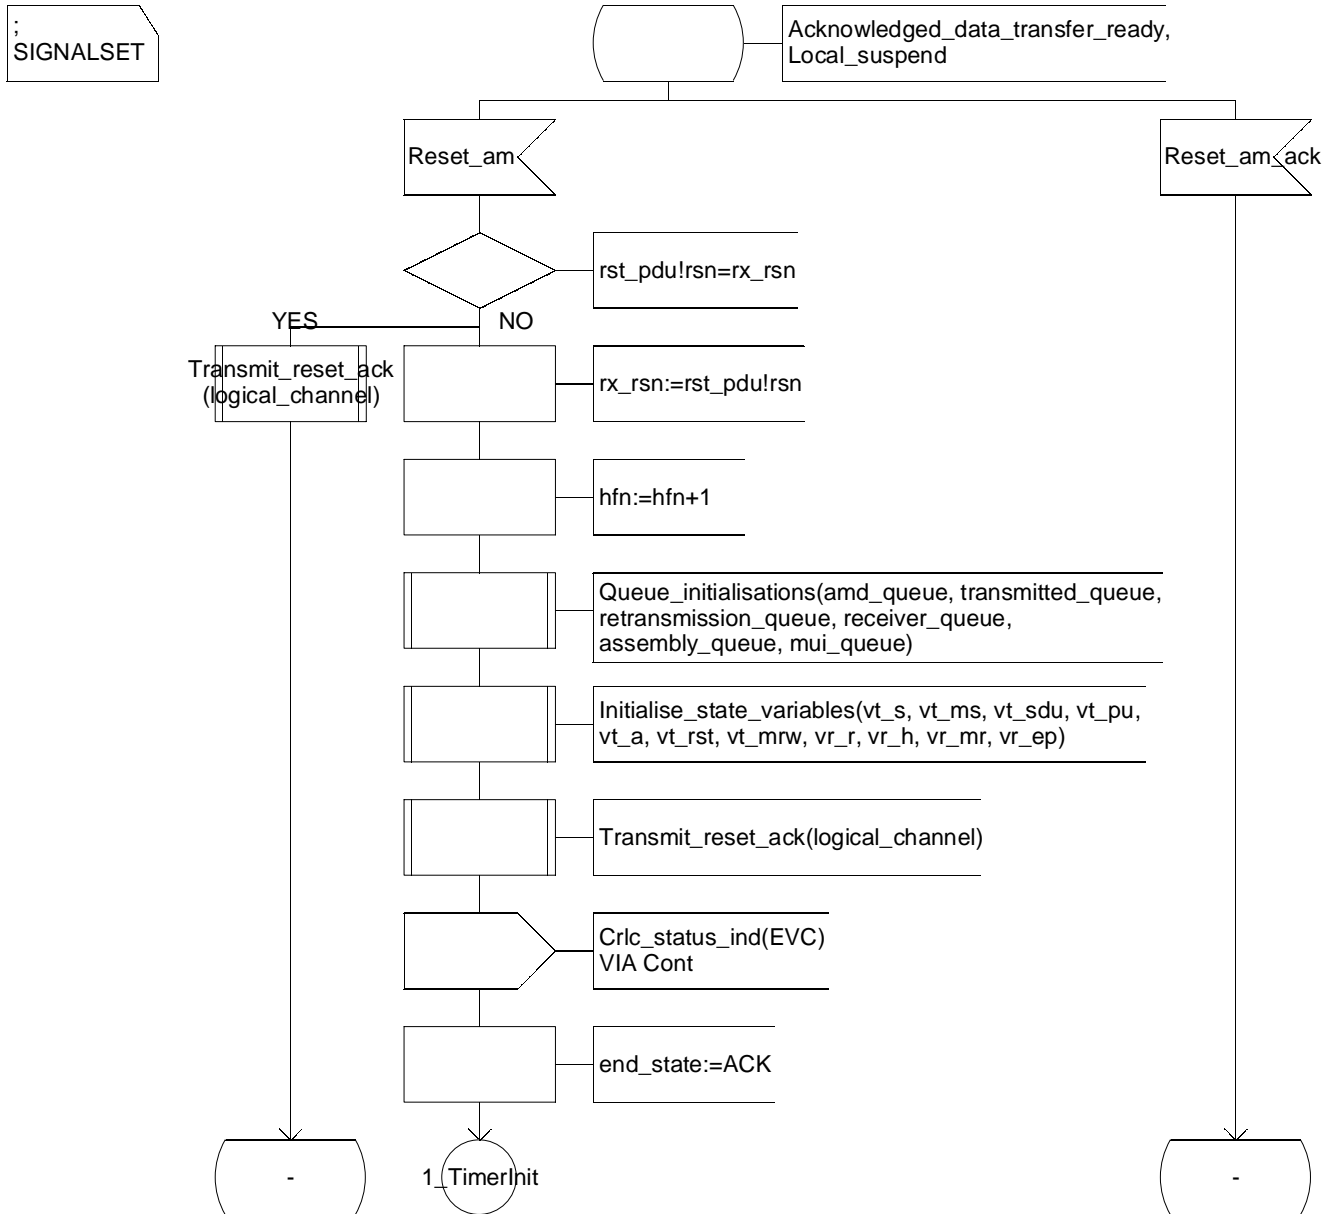 ;
SIGNALSET
Acknowledged_data_transfer_ready,
Local_suspend
Reset_am
Reset_am_ack
rst_pdu!rsn=rx_rsn
YES
NO
Transmit_reset_ack
(logical_channel)
rx_rsn:=rst_pdu!rsn
hfn:=hfn+1
Queue_initialisations(amd_queue, transmitted_queue,
retransmission_queue, receiver_queue,
assembly_queue, mui_queue)
Initialise_state_variables(vt_s, vt_ms, vt_sdu, vt_pu,
vt_a, vt_rst, vt_mrw, vr_r, vr_h, vr_mr, vr_ep)
Transmit_reset_ack(logical_channel)
Crlc_status_ind(EVC)
VIA Cont
end_state:=ACK
-
1_TimerInit
-